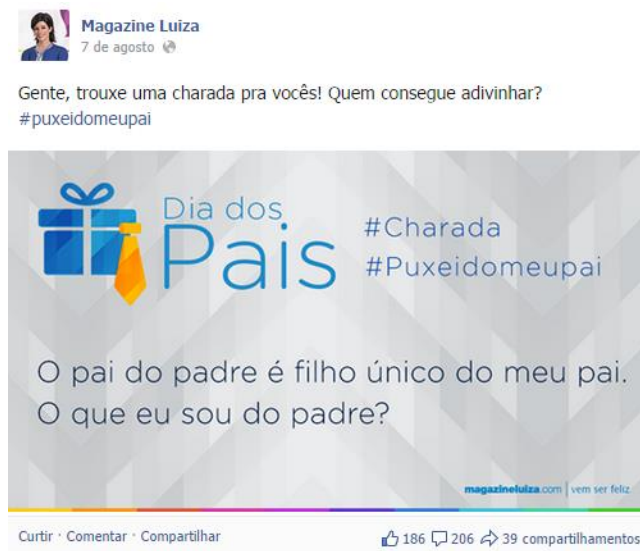 Magazine Luiza
7 de agosto
Gente, trouxe uma charada pra vocês! Quem consegue adivinhar?
#puxeidomeupai
Dia dos
Pais
#Charada
#Puxeidomeupai
O pai do padre é filho único do meu pai.
O que eu sou do padre?
magazineluiza.com | vem ser feliz
Curtir · Comentar · Compartilhar 186 206 39 compartilhamentos